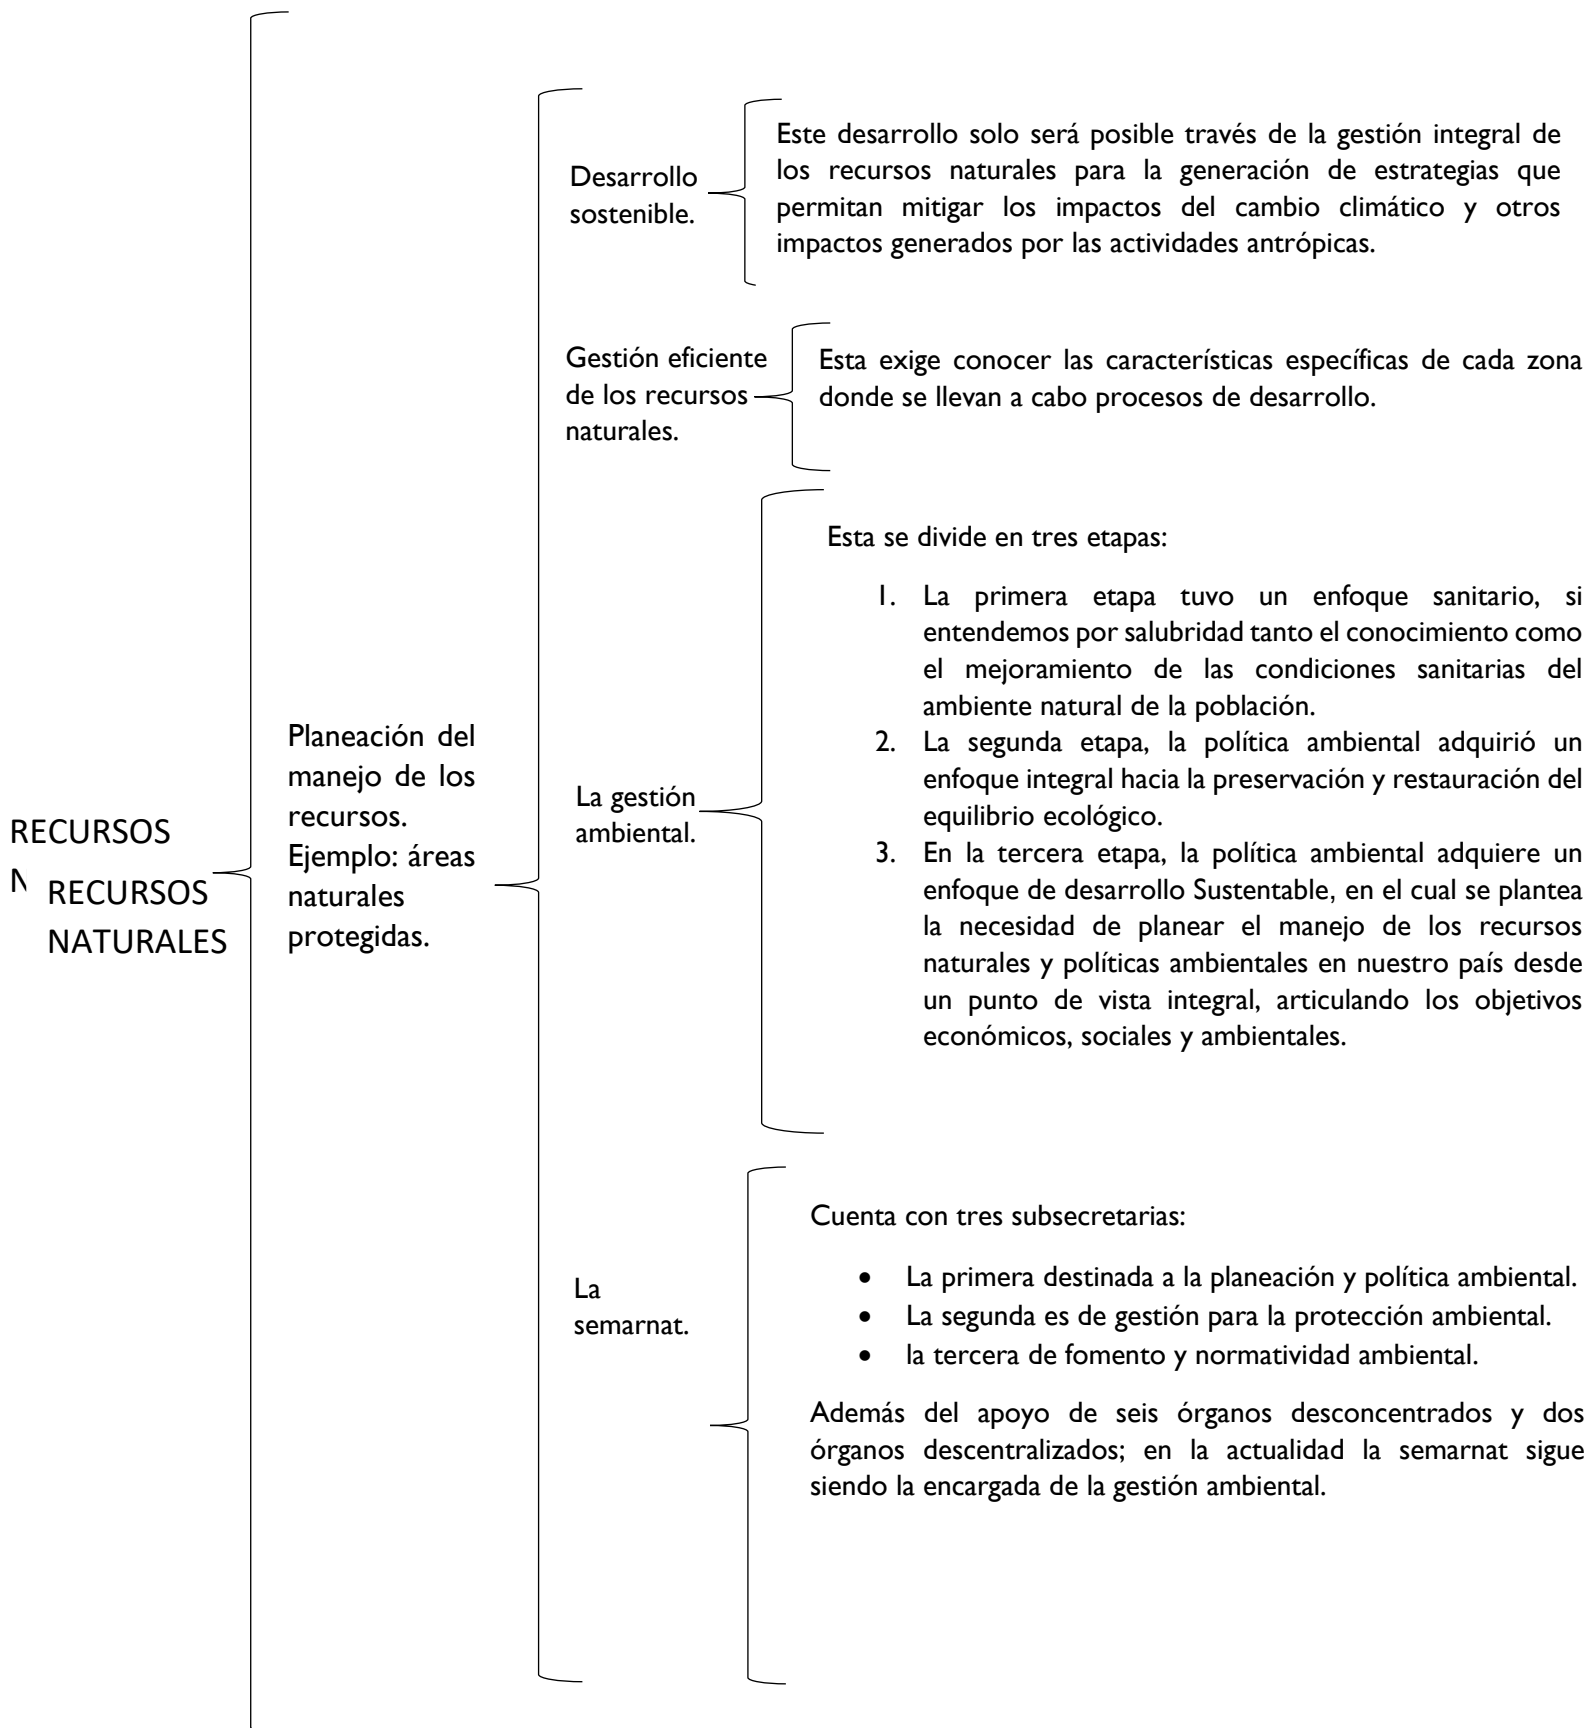 RECURSOS
RECURSOS
NATURALES
Planeación del
manejo de los
recursos.
Ejemplo: áreas
naturales
protegidas.
Desarrollo
sostenible.
Este desarrollo solo será posible través de la gestión integral de
los recursos naturales para la generación de estrategias que
permitan mitigar los impactos del cambio climático y otros
impactos generados por las actividades antrópicas.
Gestión eficiente
de los recursos
naturales.
Esta exige conocer las características específicas de cada zona
donde se llevan a cabo procesos de desarrollo.
La gestión
ambiental.
Esta se divide en tres etapas:
1. La primera etapa tuvo un enfoque sanitario, si
entendemos por salubridad tanto el conocimiento como
el mejoramiento de las condiciones sanitarias del
ambiente natural de la población.
2. La segunda etapa, la política ambiental adquirió un
enfoque integral hacia la preservación y restauración del
equilibrio ecológico.
3. En la tercera etapa, la política ambiental adquiere un
enfoque de desarrollo Sustentable, en el cual se plantea
la necesidad de planear el manejo de los recursos
naturales y políticas ambientales en nuestro país desde
un punto de vista integral, articulando los objetivos
económicos, sociales y ambientales.
La
semarnat.
Cuenta con tres subsecretarias:
• La primera destinada a la planeación y política ambiental.
• La segunda es de gestión para la protección ambiental.
• la tercera de fomento y normatividad ambiental.
Además del apoyo de seis órganos desconcentrados y dos
órganos descentralizados; en la actualidad la semarnat sigue
siendo la encargada de la gestión ambiental.